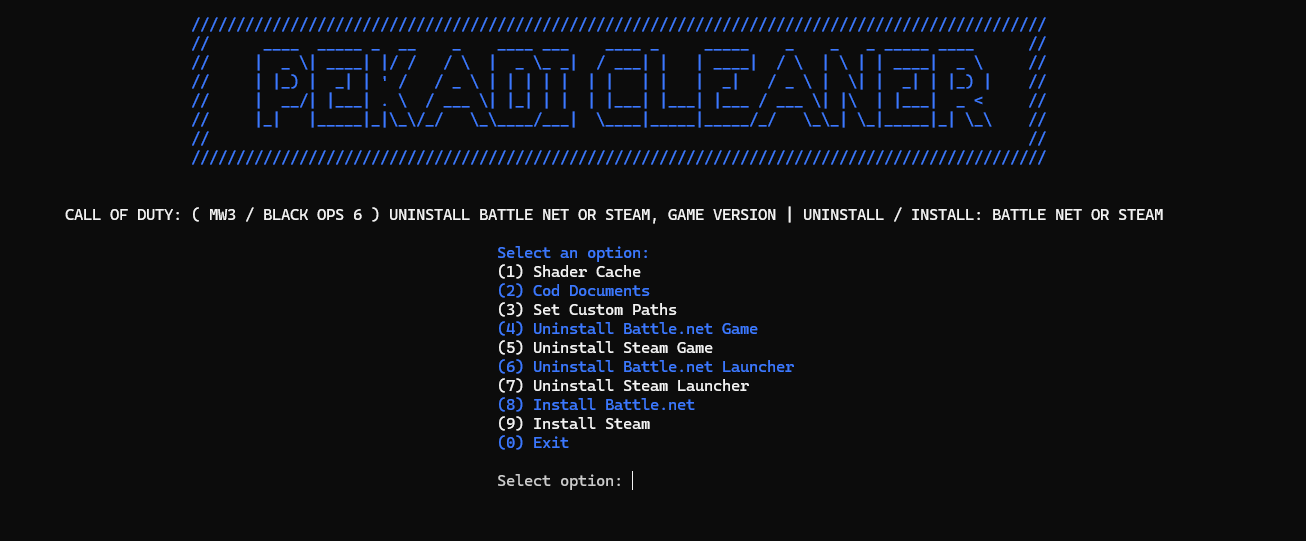 PEKADI CLEANER
CALL OF DUTY: ( MW3 / BLACK OPS 6 ) UNINSTALL BATTLE NET OR STEAM, GAME VERSION | UNINSTALL / INSTALL: BATTLE NET OR STEAM
Select an option:
(1) Shader Cache
(2) Cod Documents
(3) Set Custom Paths
(4) Uninstall Battle.net Game
(5) Uninstall Steam Game
(6) Uninstall Battle.net Launcher
(7) Uninstall Steam Launcher
(8) Install Battle.net
(9) Install Steam
(0) Exit
Select option: